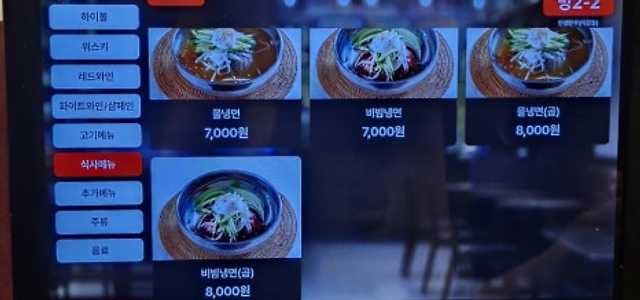 하이볼
위스키
레드와인
화이트와인/샴페인
고기메뉴
식사메뉴
추가메뉴
주류
음료
빵2-2
물냉면
7,000원
비빔냉면
7,000원
물냉면(곱)
8,000원
비빔냉면(곱)
8,000원